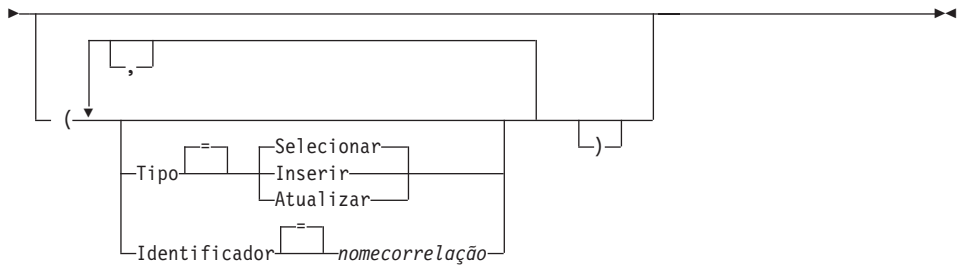 ,
(
)
=
Selecionar
Tipo
Inserir
Atualizar
=
Identificador nomecorrelação